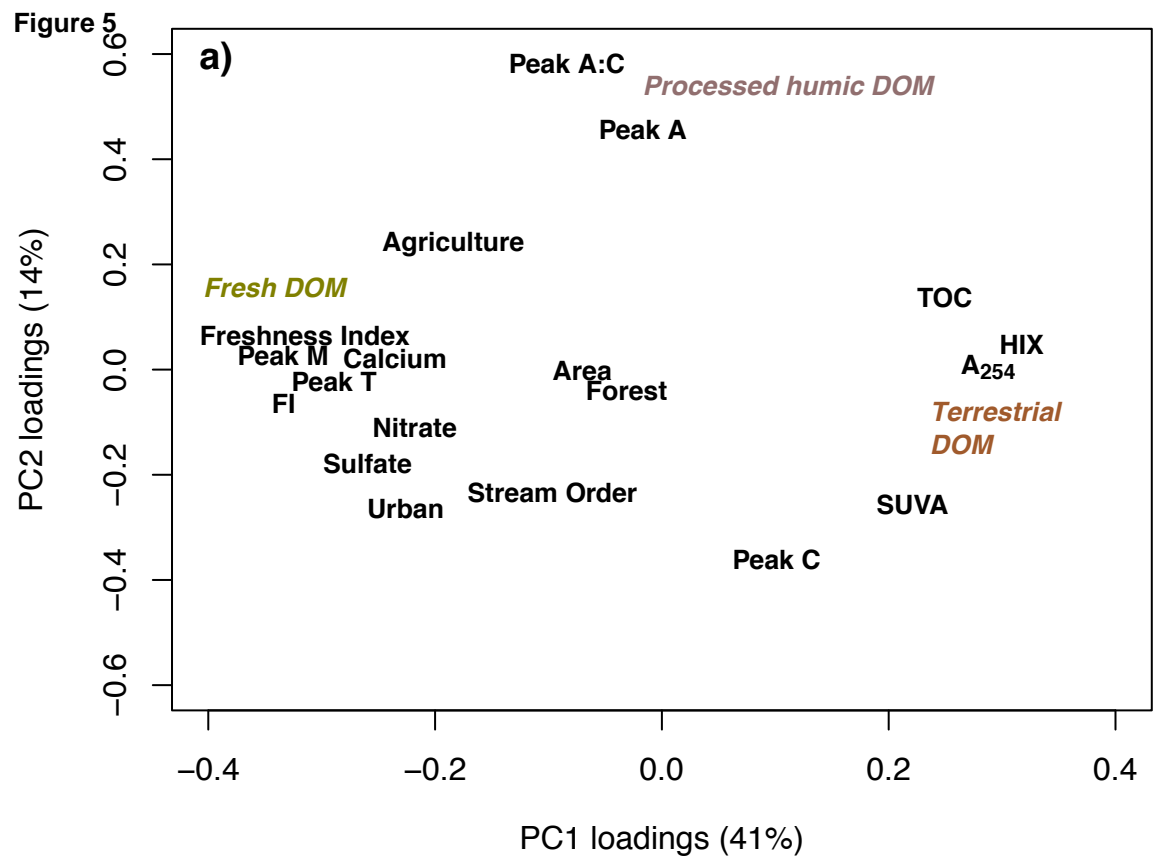 Figure 5
a)
Peak A:C
Processed humic DOM
Peak A
Agriculture
Fresh DOM
TOC
Freshness Index
HIX
Peak M
Calcium
A254
Area
Peak T
Forest
FI
Terrestrial
DOM
Nitrate
Sulfate
Stream Order
Urban
SUVA
Peak C
PC2 loadings (14%)
0.6
0.4
0.2
0.0
−0.2
−0.4
−0.6
−0.4
−0.2
0.0
0.2
0.4
PC1 loadings (41%)